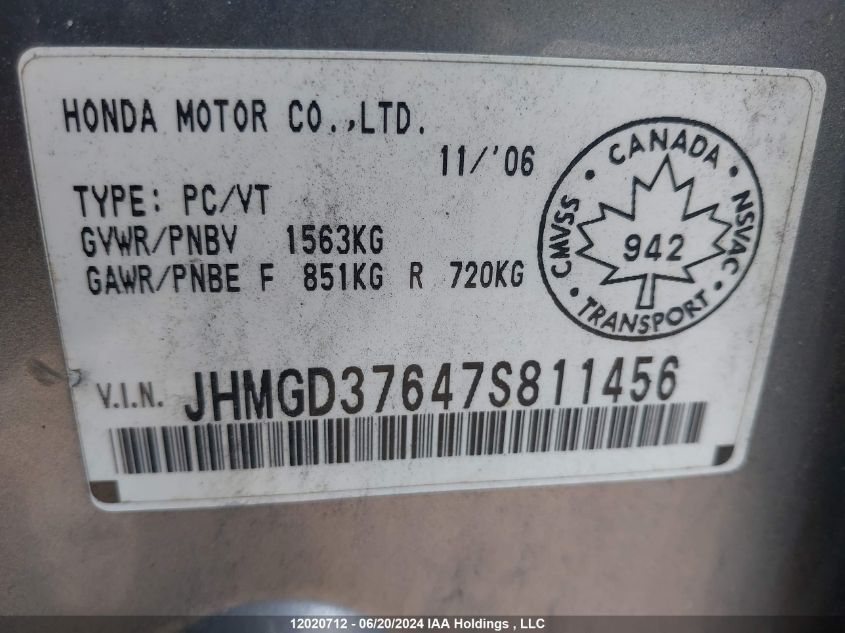 HONDA MOTOR CO.,LTD.
11/'06
TYPE: PC/VT
GVWR/PNBV 1563KG
GAWR/PNBE F 851KG R 720KG
CANADA
CMVSS
942
NSVAC
TRANSPORT
V.I.N. JHMGD37647S811456
12020712 - 06/20/2024 IAA Holdings , LLC